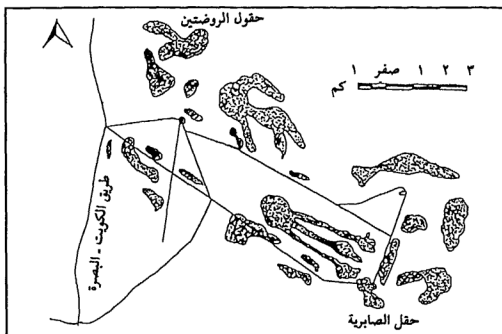 حقول الروضتين
١ صفر ١ ٢ ٣
كم
طريق الكويت - البصرة
حقل الصابرية